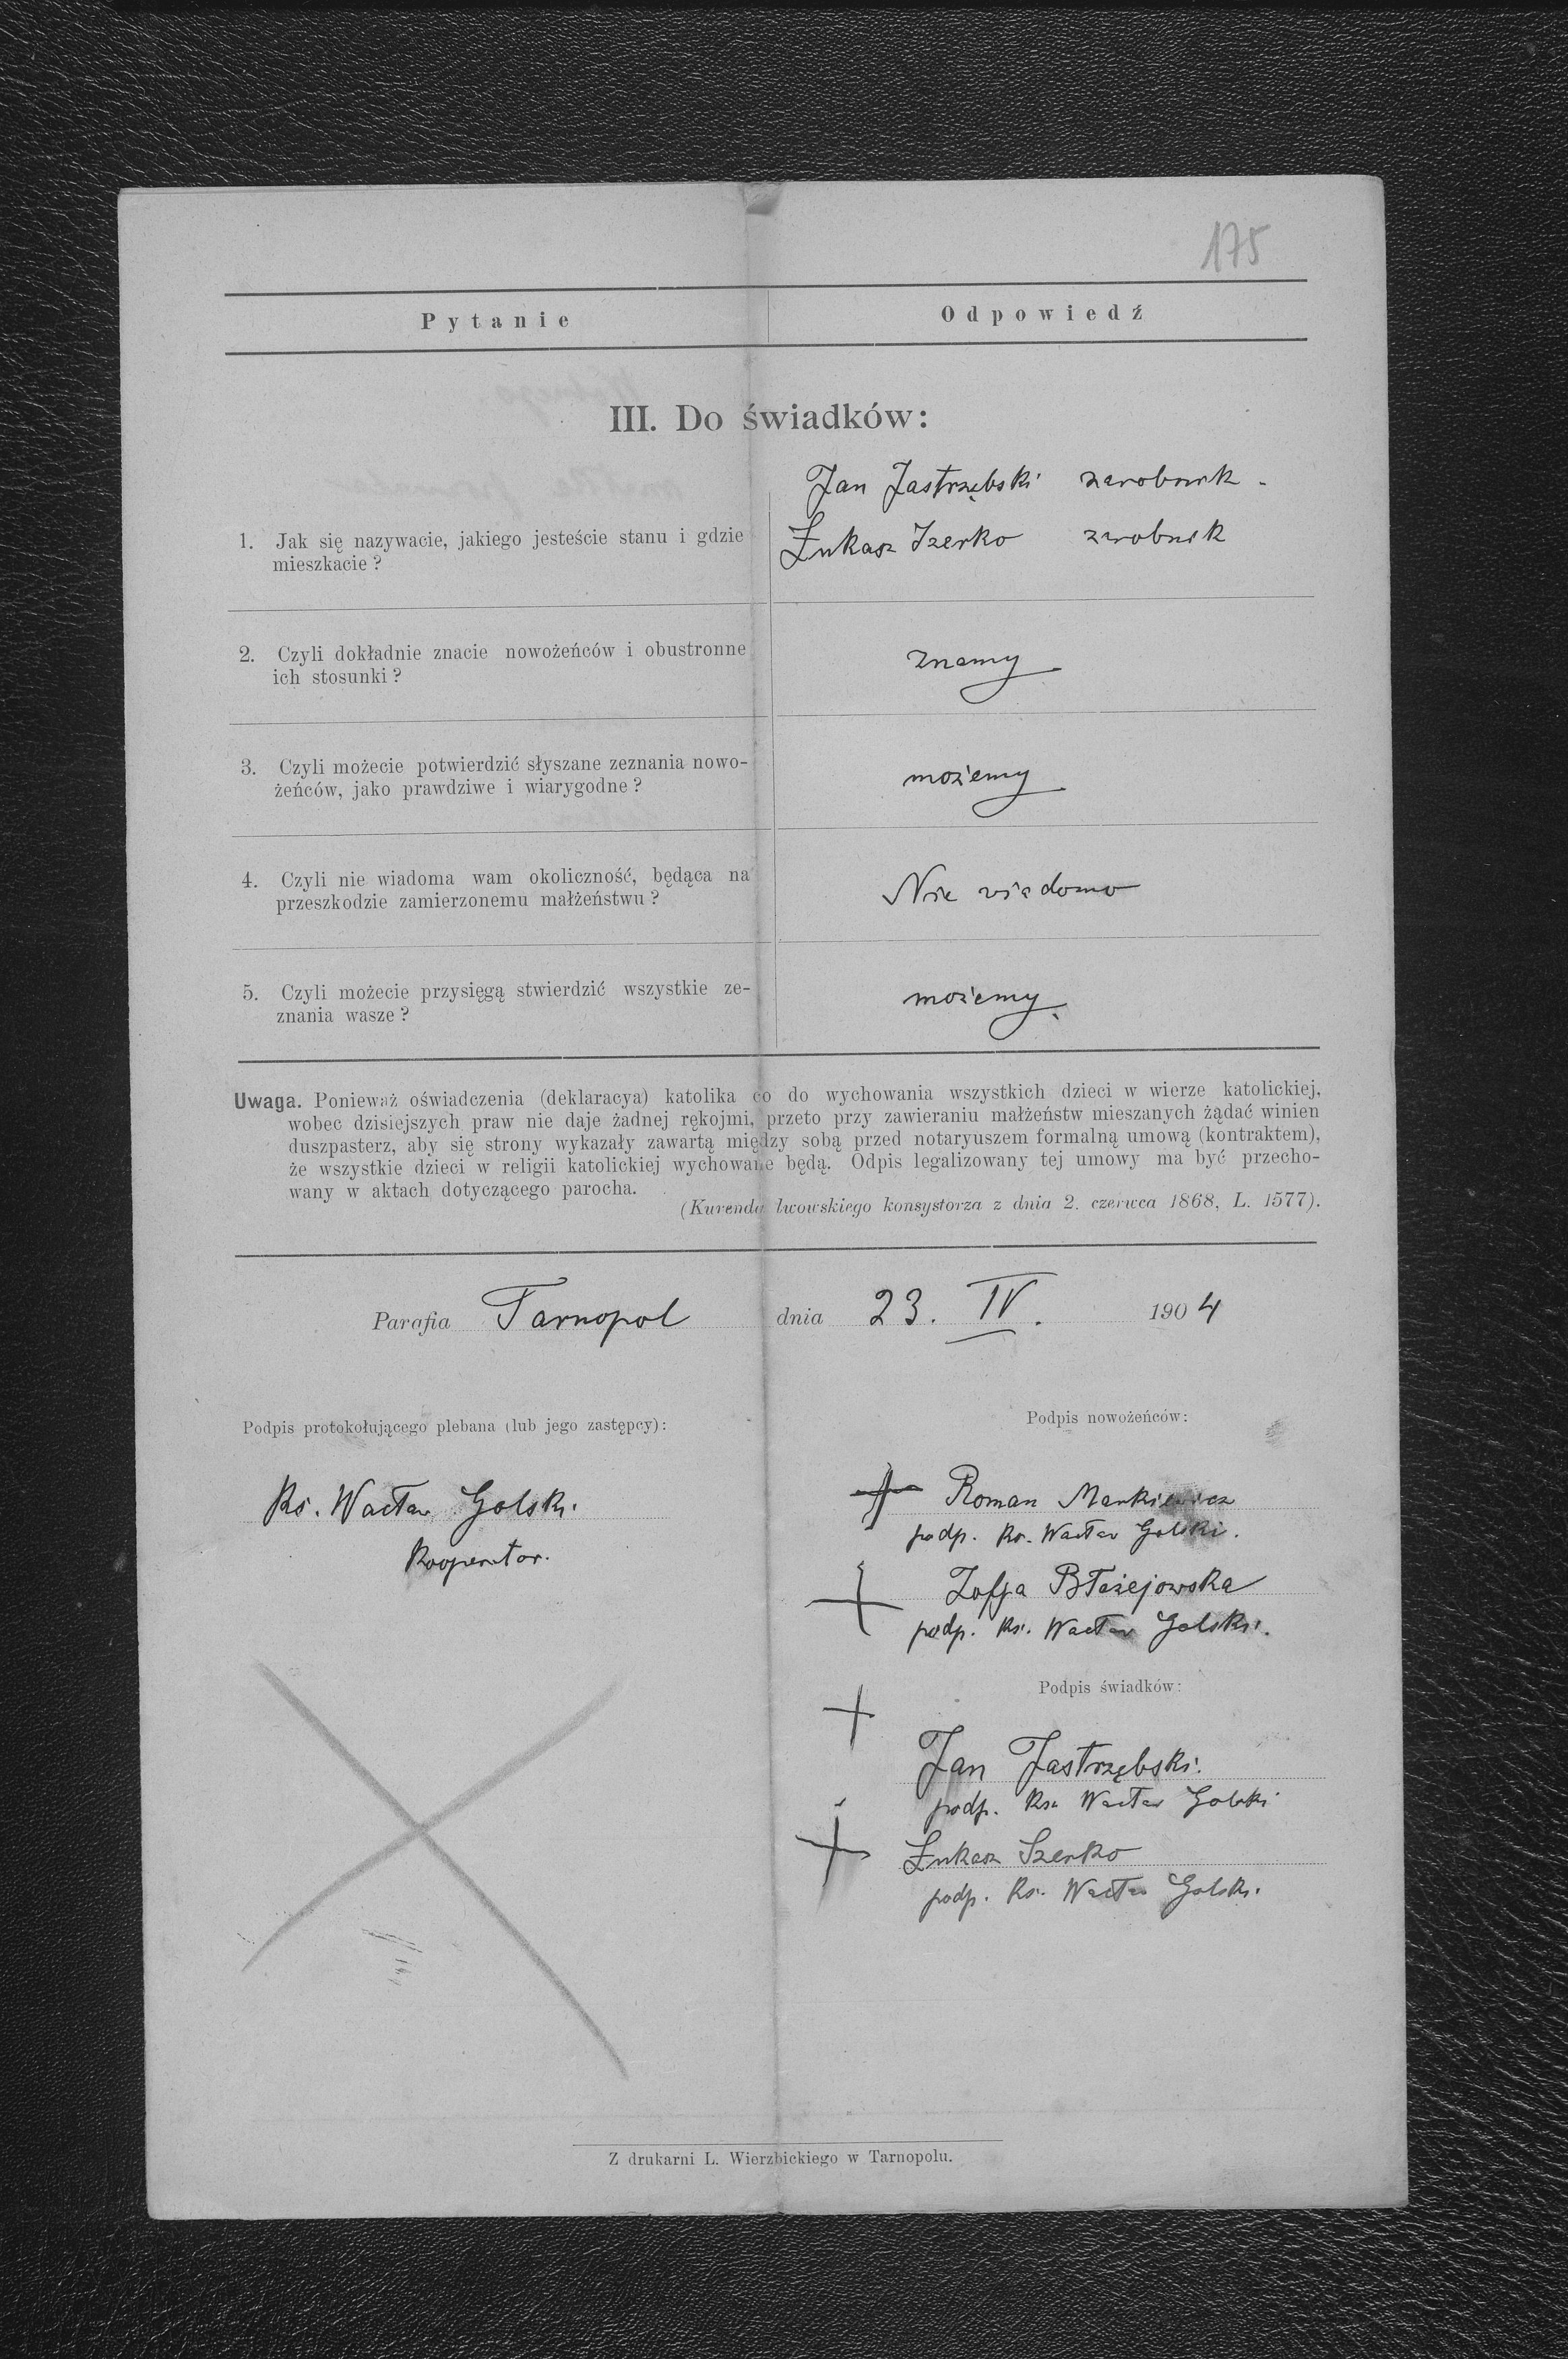 175
Pytanie
Odpowiedź
III. Do świadków:
Jan Jastrzębski zarobnik.
1. Jak się nazywacie, jakiego jesteście stanu i gdzie
mieszkacie?
Łukasz Szerko zarobnik
2. Czyli dokładnie znacie nowożeńców i obustronne
ich stosunki?
znamy
3. Czyli możecie potwierdzić słyszane zeznania nowo-
żeńców, jako prawdziwe i wiarygodne?
możemy
4. Czyli nie wiadoma wam okoliczność, będąca na
przeszkodzie zamierzonemu małżeństwu?
Nie wiadomo
5. Czyli możecie przysięgą stwierdzić wszystkie ze-
znania wasze?
możemy.
Uwaga. Ponieważ oświadczenia (deklaracya) katolika co do wychowania wszystkich dzieci w wierze katolickiej,
wobec dzisiejszych praw nie daje żadnej rękojmi, przeto przy zawieraniu małżeństw mieszanych żądać winien
duszpasterz, aby się strony wykazały zawartą między sobą przed notaryuszem formalną umową (kontraktem),
że wszystkie dzieci w religii katolickiej wychowane będą. Odpis legalizowany tej umowy ma być przecho-
wany w aktach dotyczącego parocha.
(Kurenda lwowskiego konsystorza z dnia 2. czerwca 1868, L. 1577).
Parafia Tarnopol dnia 23. IV. 1904
Podpis protokołującego plebana (lub jego zastępcy):
Ks. Wacław Golski.
Kooperator.
Podpis nowożeńców:
+ Roman Markiewicz
podp. Ks. Wacław Golski.
+ Zofja Błażejowska
podp. Ks. Wacław Golski.
Podpis świadków:
+ Jan Jastrzębski.
podp. Ks. Wacław Golski
+ Łukasz Szerko
podp. Ks. Wacław Golski.
Z drukarni L. Wierzbickiego w Tarnopolu.